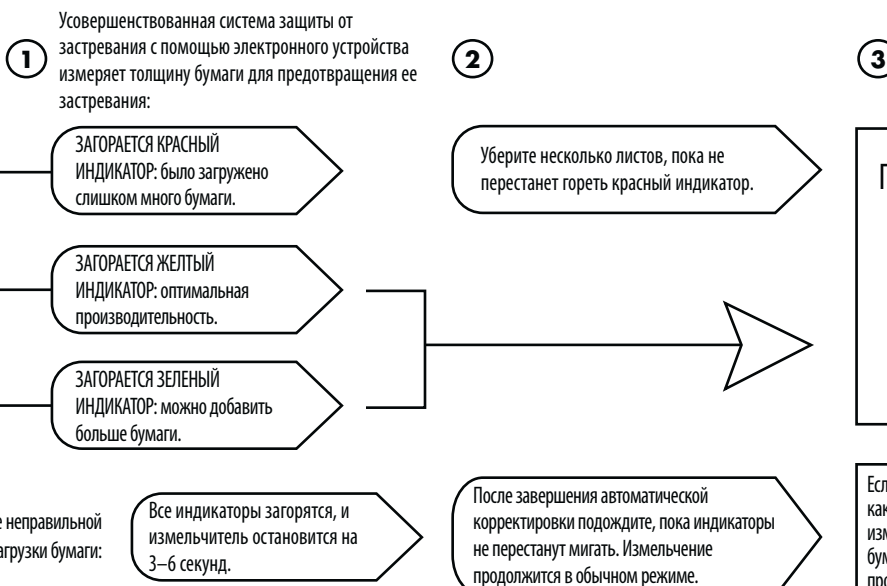 1
Усовершенствованная система защиты от
застревания с помощью электронного устройства
измеряет толщину бумаги для предотвращения ее
застревания:
ЗАГОРАЕТСЯ КРАСНЫЙ
ИНДИКАТОР: было загружено
слишком много бумаги.
ЗАГОРАЕТСЯ ЖЕЛТЫЙ
ИНДИКАТОР: оптимальная
производительность.
ЗАГОРАЕТСЯ ЗЕЛЕНЫЙ
ИНДИКАТОР: можно добавить
больше бумаги.
2
Уберите несколько листов, пока не
перестанет гореть красный индикатор.
3
неправильной
бумаги:
Все индикаторы загорятся, и
измельчитель остановится на
3–6 секунд.
После завершения автоматической
корректировки подождите, пока индикаторы
не перестанут мигать. Измельчение
продолжится в обычном режиме.